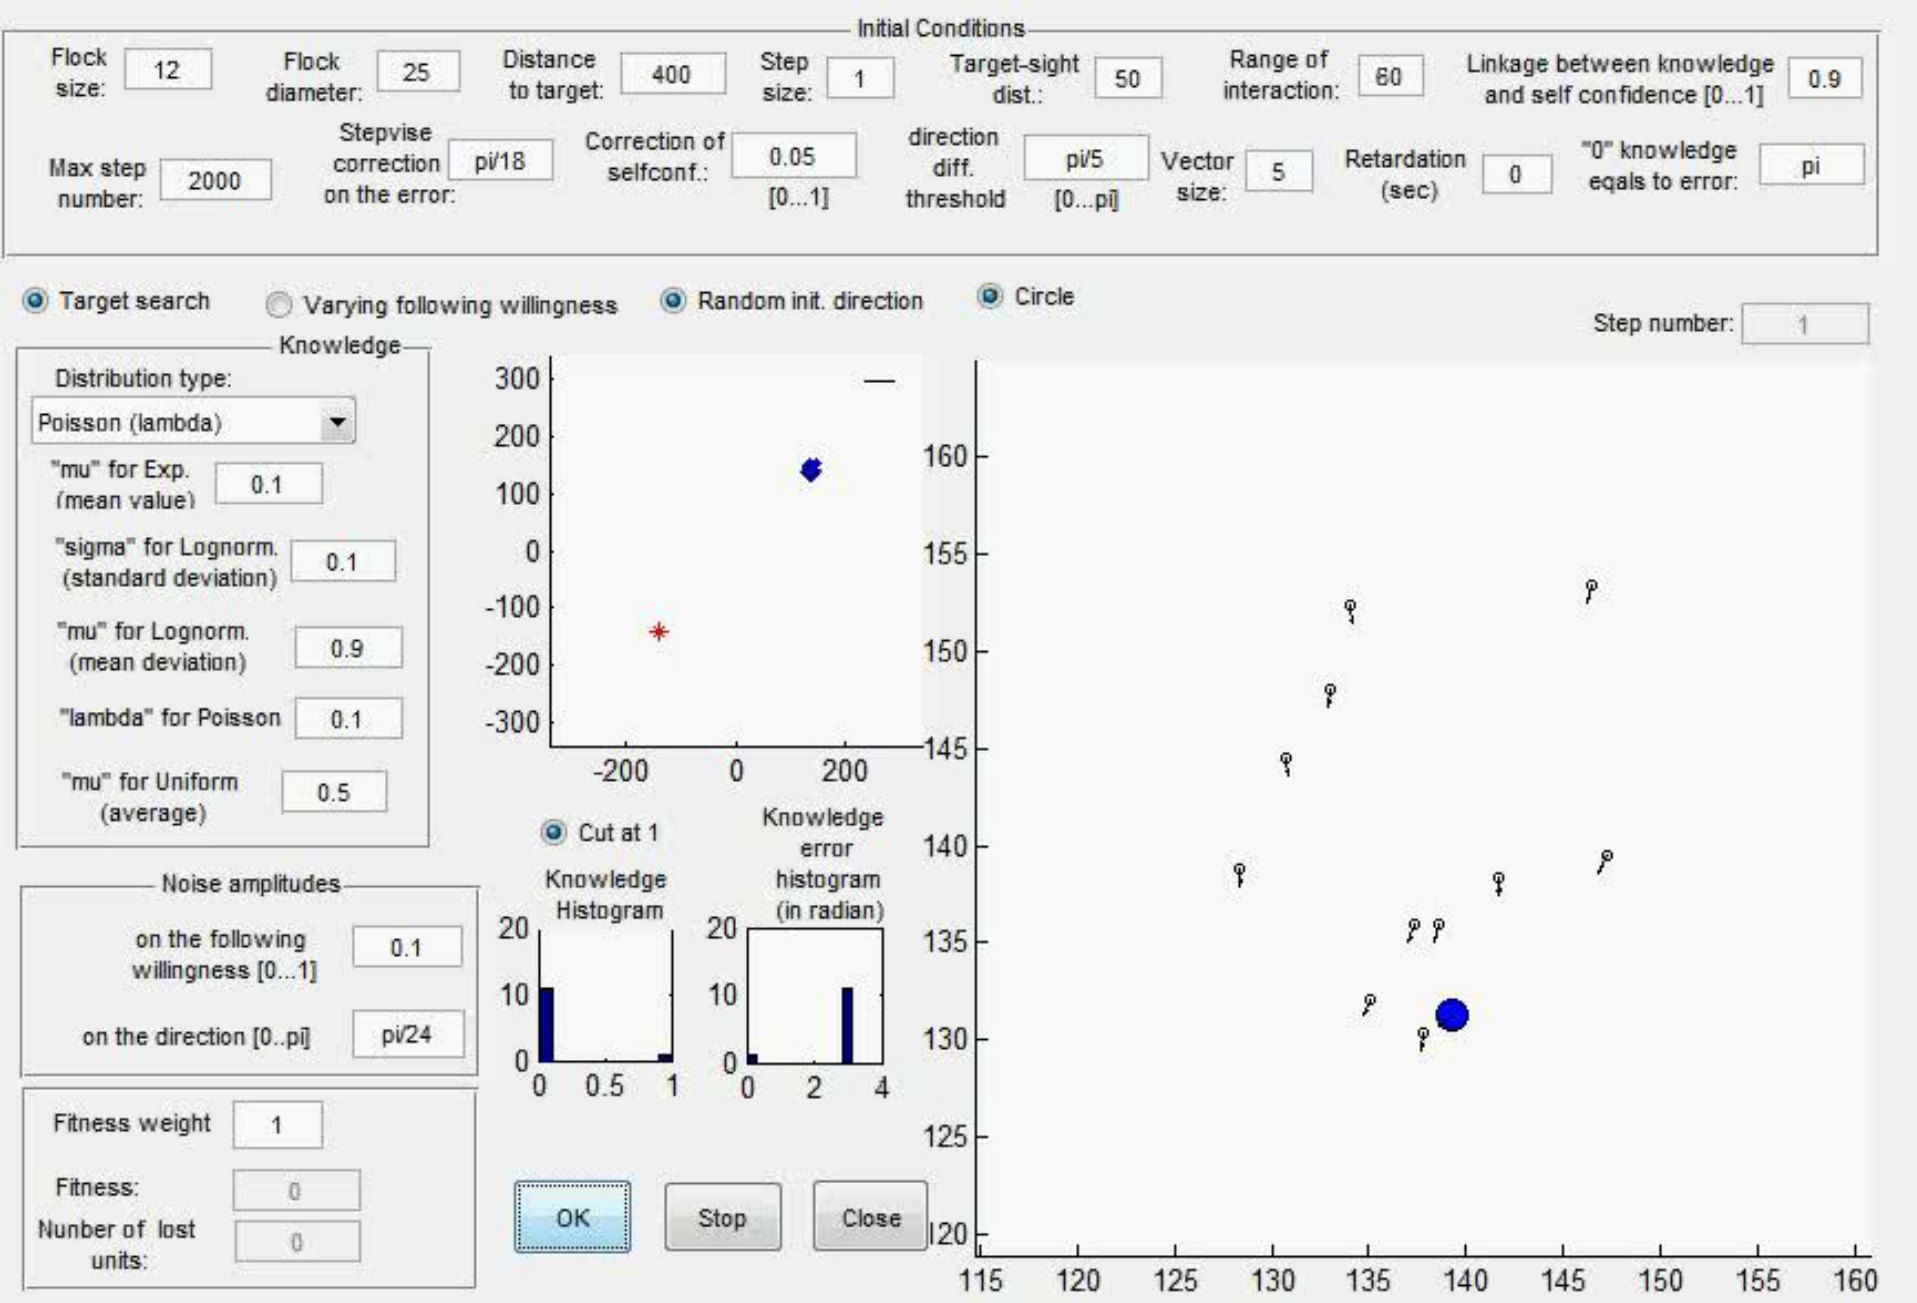 Initial Conditions
Flock
size:
12
Flock
diameter:
25
Distance
to target:
400
Step
size:
1
Target-sight
dist.:
50
Range of
interaction:
60
Linkage between knowledge
and self confidence [0...1]
0.9
Max step
number:
2000
Stepvise
correction
on the error:
pi/18
Correction of
selfconf.:
0.05
[0...1]
direction
diff.
threshold
pi/5
[0...pi]
Vector
size:
5
Retardation
(sec)
0
"0" knowledge
eqals to error:
pi
Target search
Varying following willingness
Random init. direction
Circle
Step number:
1
Knowledge
Distribution type:
Poisson (lambda)
"mu" for Exp.
(mean value)
0.1
"sigma" for Lognorm.
(standard deviation)
0.1
"mu" for Lognorm.
(mean deviation)
0.9
"lambda" for Poisson
0.1
"mu" for Uniform
(average)
0.5
Noise amplitudes
on the following
willingness [0...1]
0.1
on the direction [0..pi]
pi/24
Fitness weight
1
Fitness:
0
Nunber of lost
units:
0
300
200
100
0
-100
-200
-300
-200 0 200
Cut at 1
Knowledge
Histogram
20
10
0
0 0.5 1
Knowledge
error
histogram
(in radian)
20
10
0
0 2 4
OK
Stop
Close
160
155
150
145
140
135
130
125
120
115 120 125 130 135 140 145 150 155 160